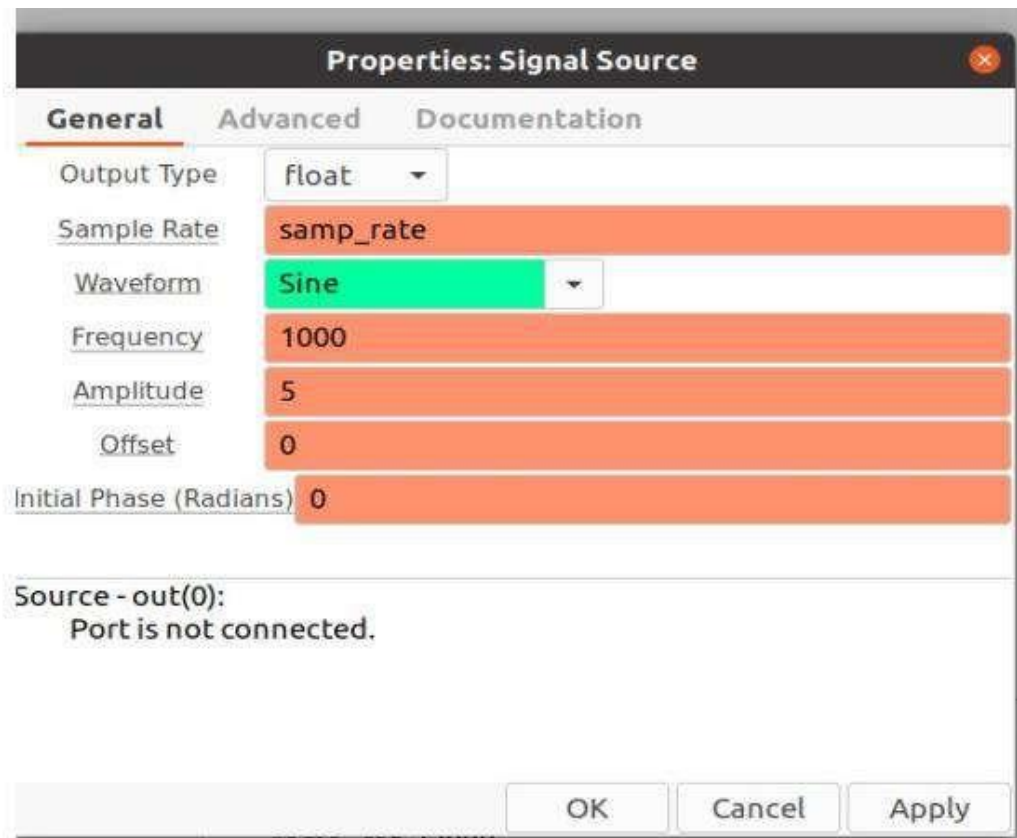 Properties: Signal Source
General Advanced Documentation
Output Type float
Sample Rate samp_rate
Waveform Sine
Frequency 1000
Amplitude 5
Offset 0
Initial Phase (Radians) 0
Source - out(0):
Port is not connected.
OK Cancel Apply